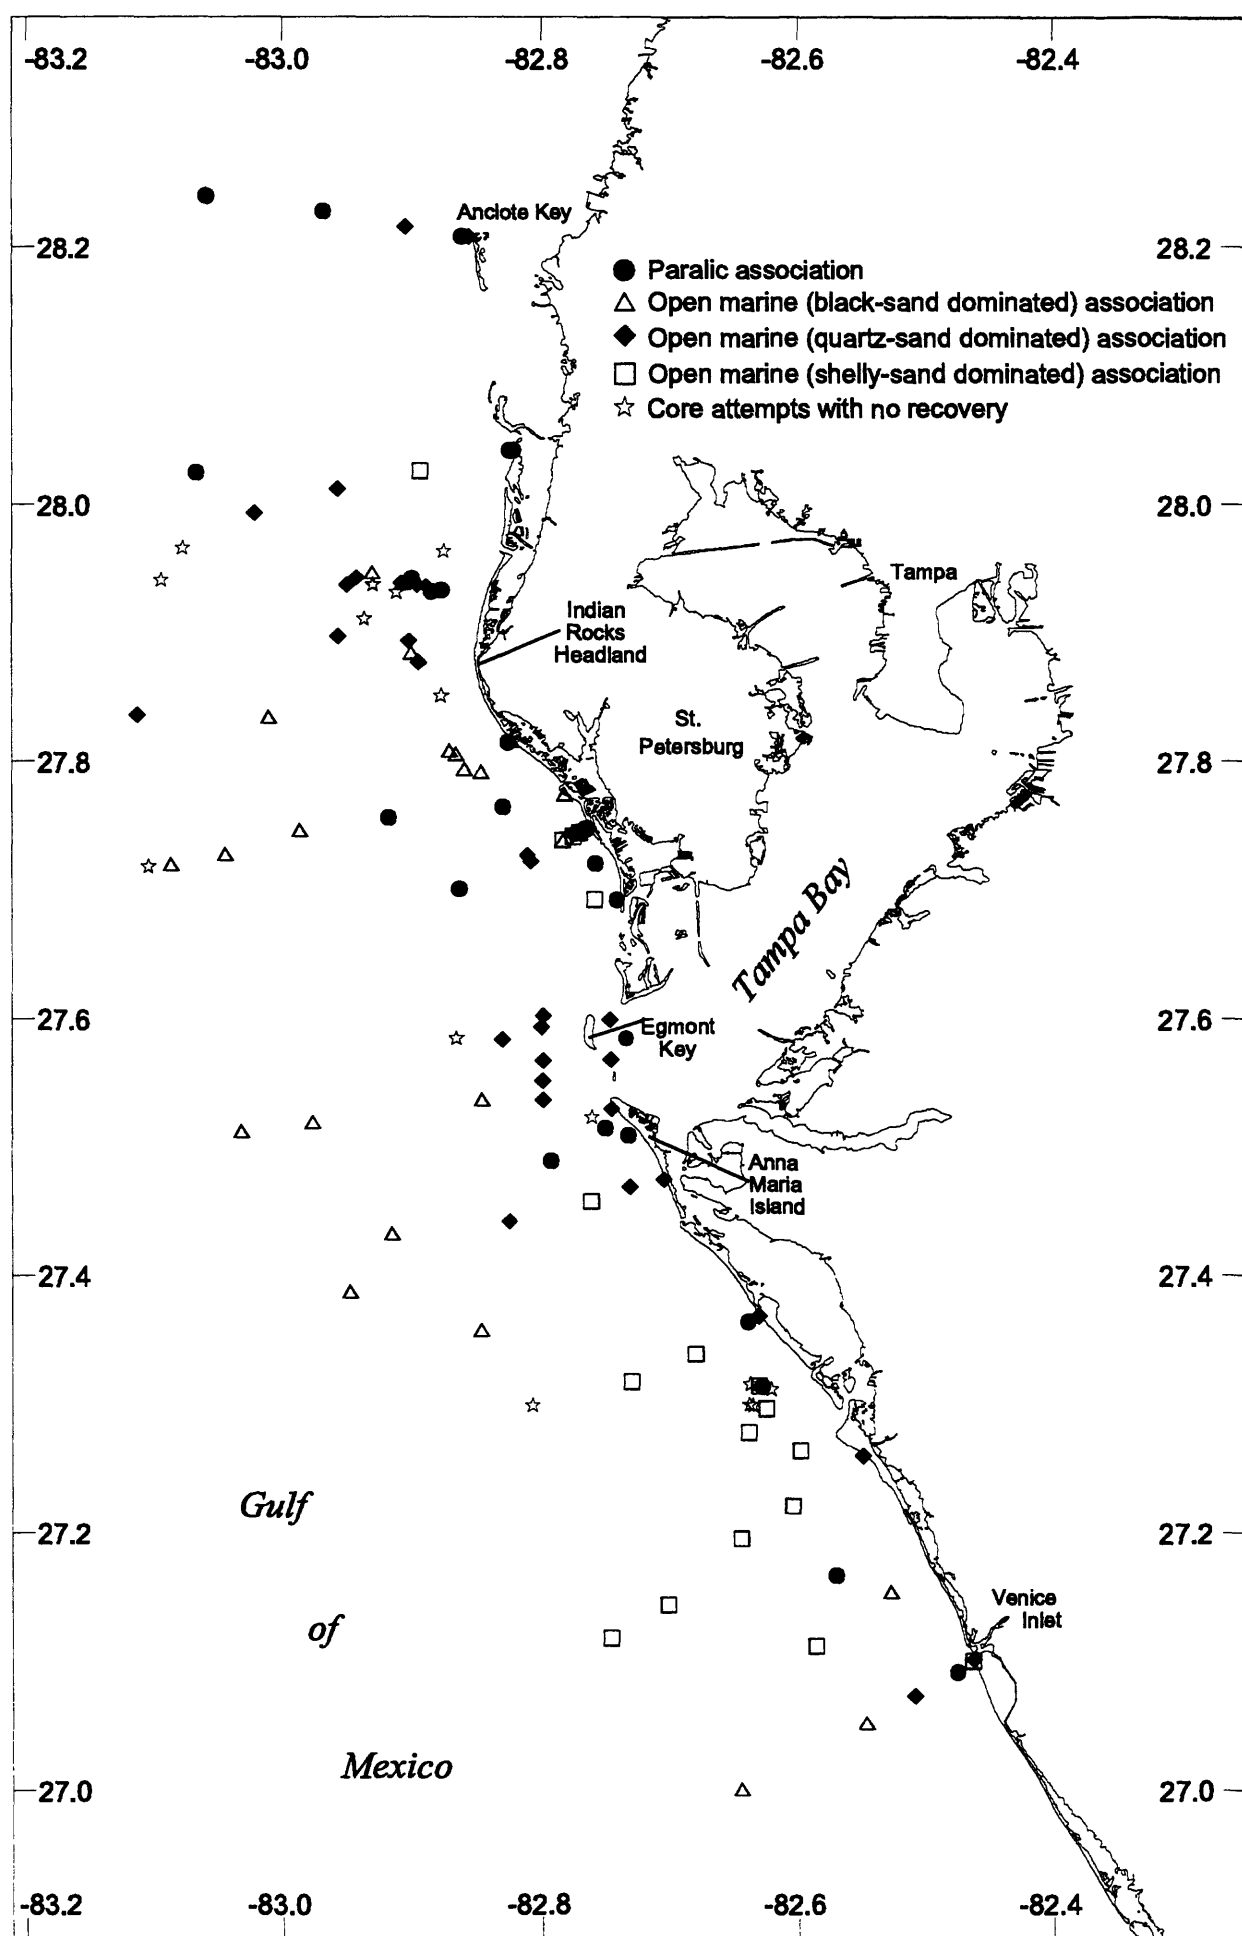 -83.2 -83.0 -82.8 -82.6 -82.4
Anclote Key
28.2 28.2
Paralic association
Open marine (black-sand dominated) association
Open marine (quartz-sand dominated) association
Open marine (shelly-sand dominated) association
Core attempts with no recovery
28.0 28.0
Tampa
Indian
Rocks
Headland
St.
Petersburg
27.8 27.8
Tampa Bay
27.6 27.6
Egmont
Key
Anna
Maria
Island
27.4 27.4
Gulf
27.2 27.2
Venice
Inlet
of
Mexico
27.0 27.0
-83.2 -83.0 -82.8 -82.6 -82.4